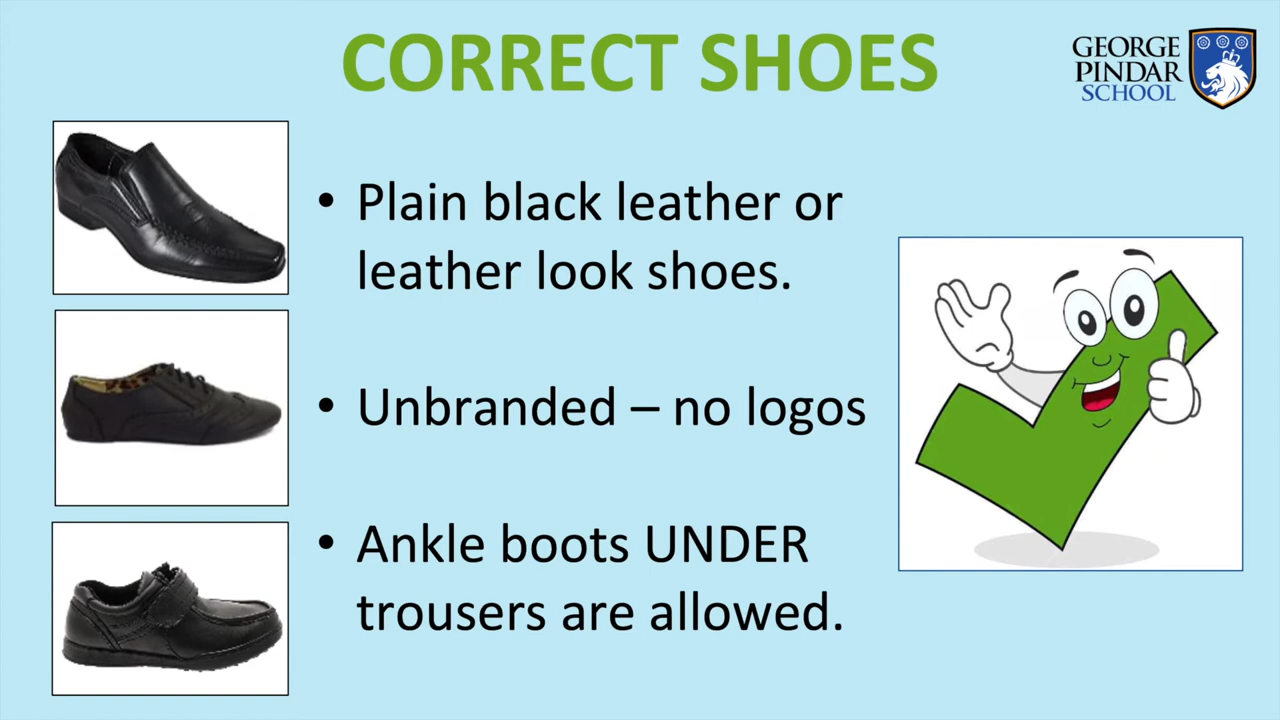 CORRECT SHOES
GEORGE
PINDAR
SCHOOL
• Plain black leather or
leather look shoes.
• Unbranded – no logos
• Ankle boots UNDER
trousers are allowed.